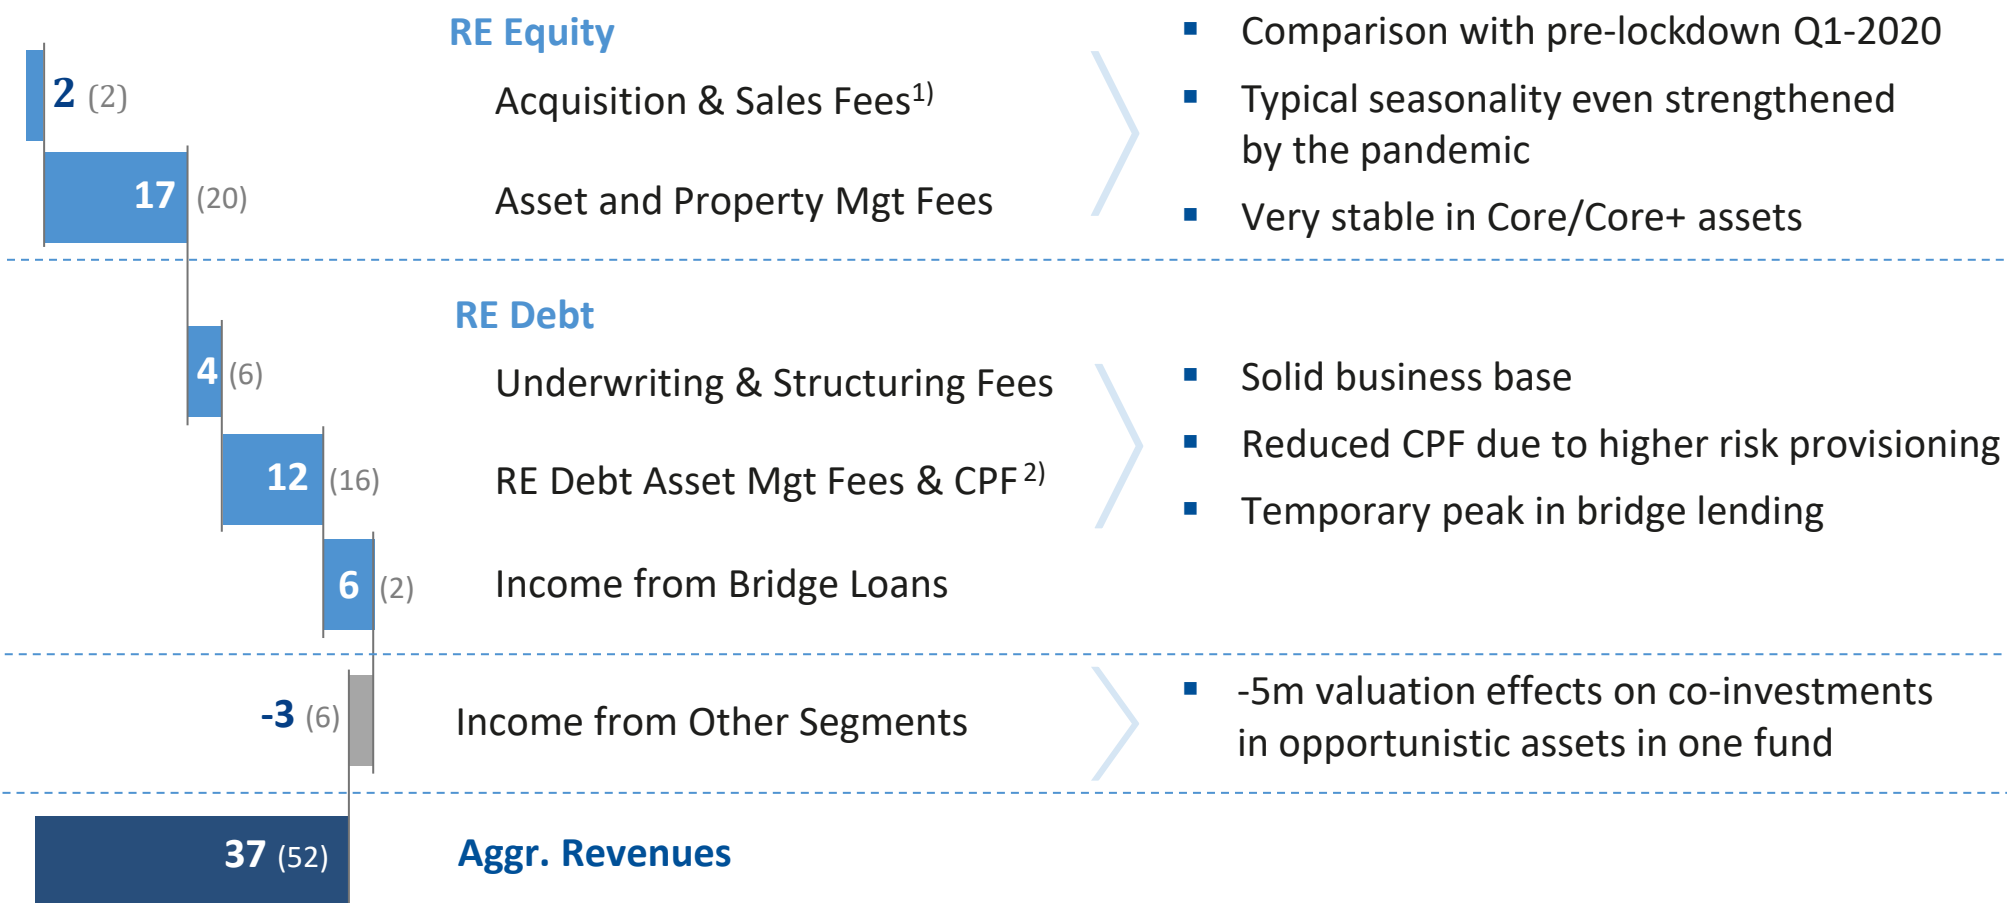 RE Equity
2 (2)
Acquisition & Sales Fees1)
17 (20)
Asset and Property Mgt Fees
▪ Comparison with pre-lockdown Q1-2020
▪ Typical seasonality even strengthened
by the pandemic
▪ Very stable in Core/Core+ assets
RE Debt
4 (6)
Underwriting & Structuring Fees
12 (16)
RE Debt Asset Mgt Fees & CPF 2)
6 (2)
Income from Bridge Loans
▪ Solid business base
▪ Reduced CPF due to higher risk provisioning
▪ Temporary peak in bridge lending
-3 (6)
Income from Other Segments
▪ -5m valuation effects on co-investments
in opportunistic assets in one fund
37 (52)
Aggr. Revenues